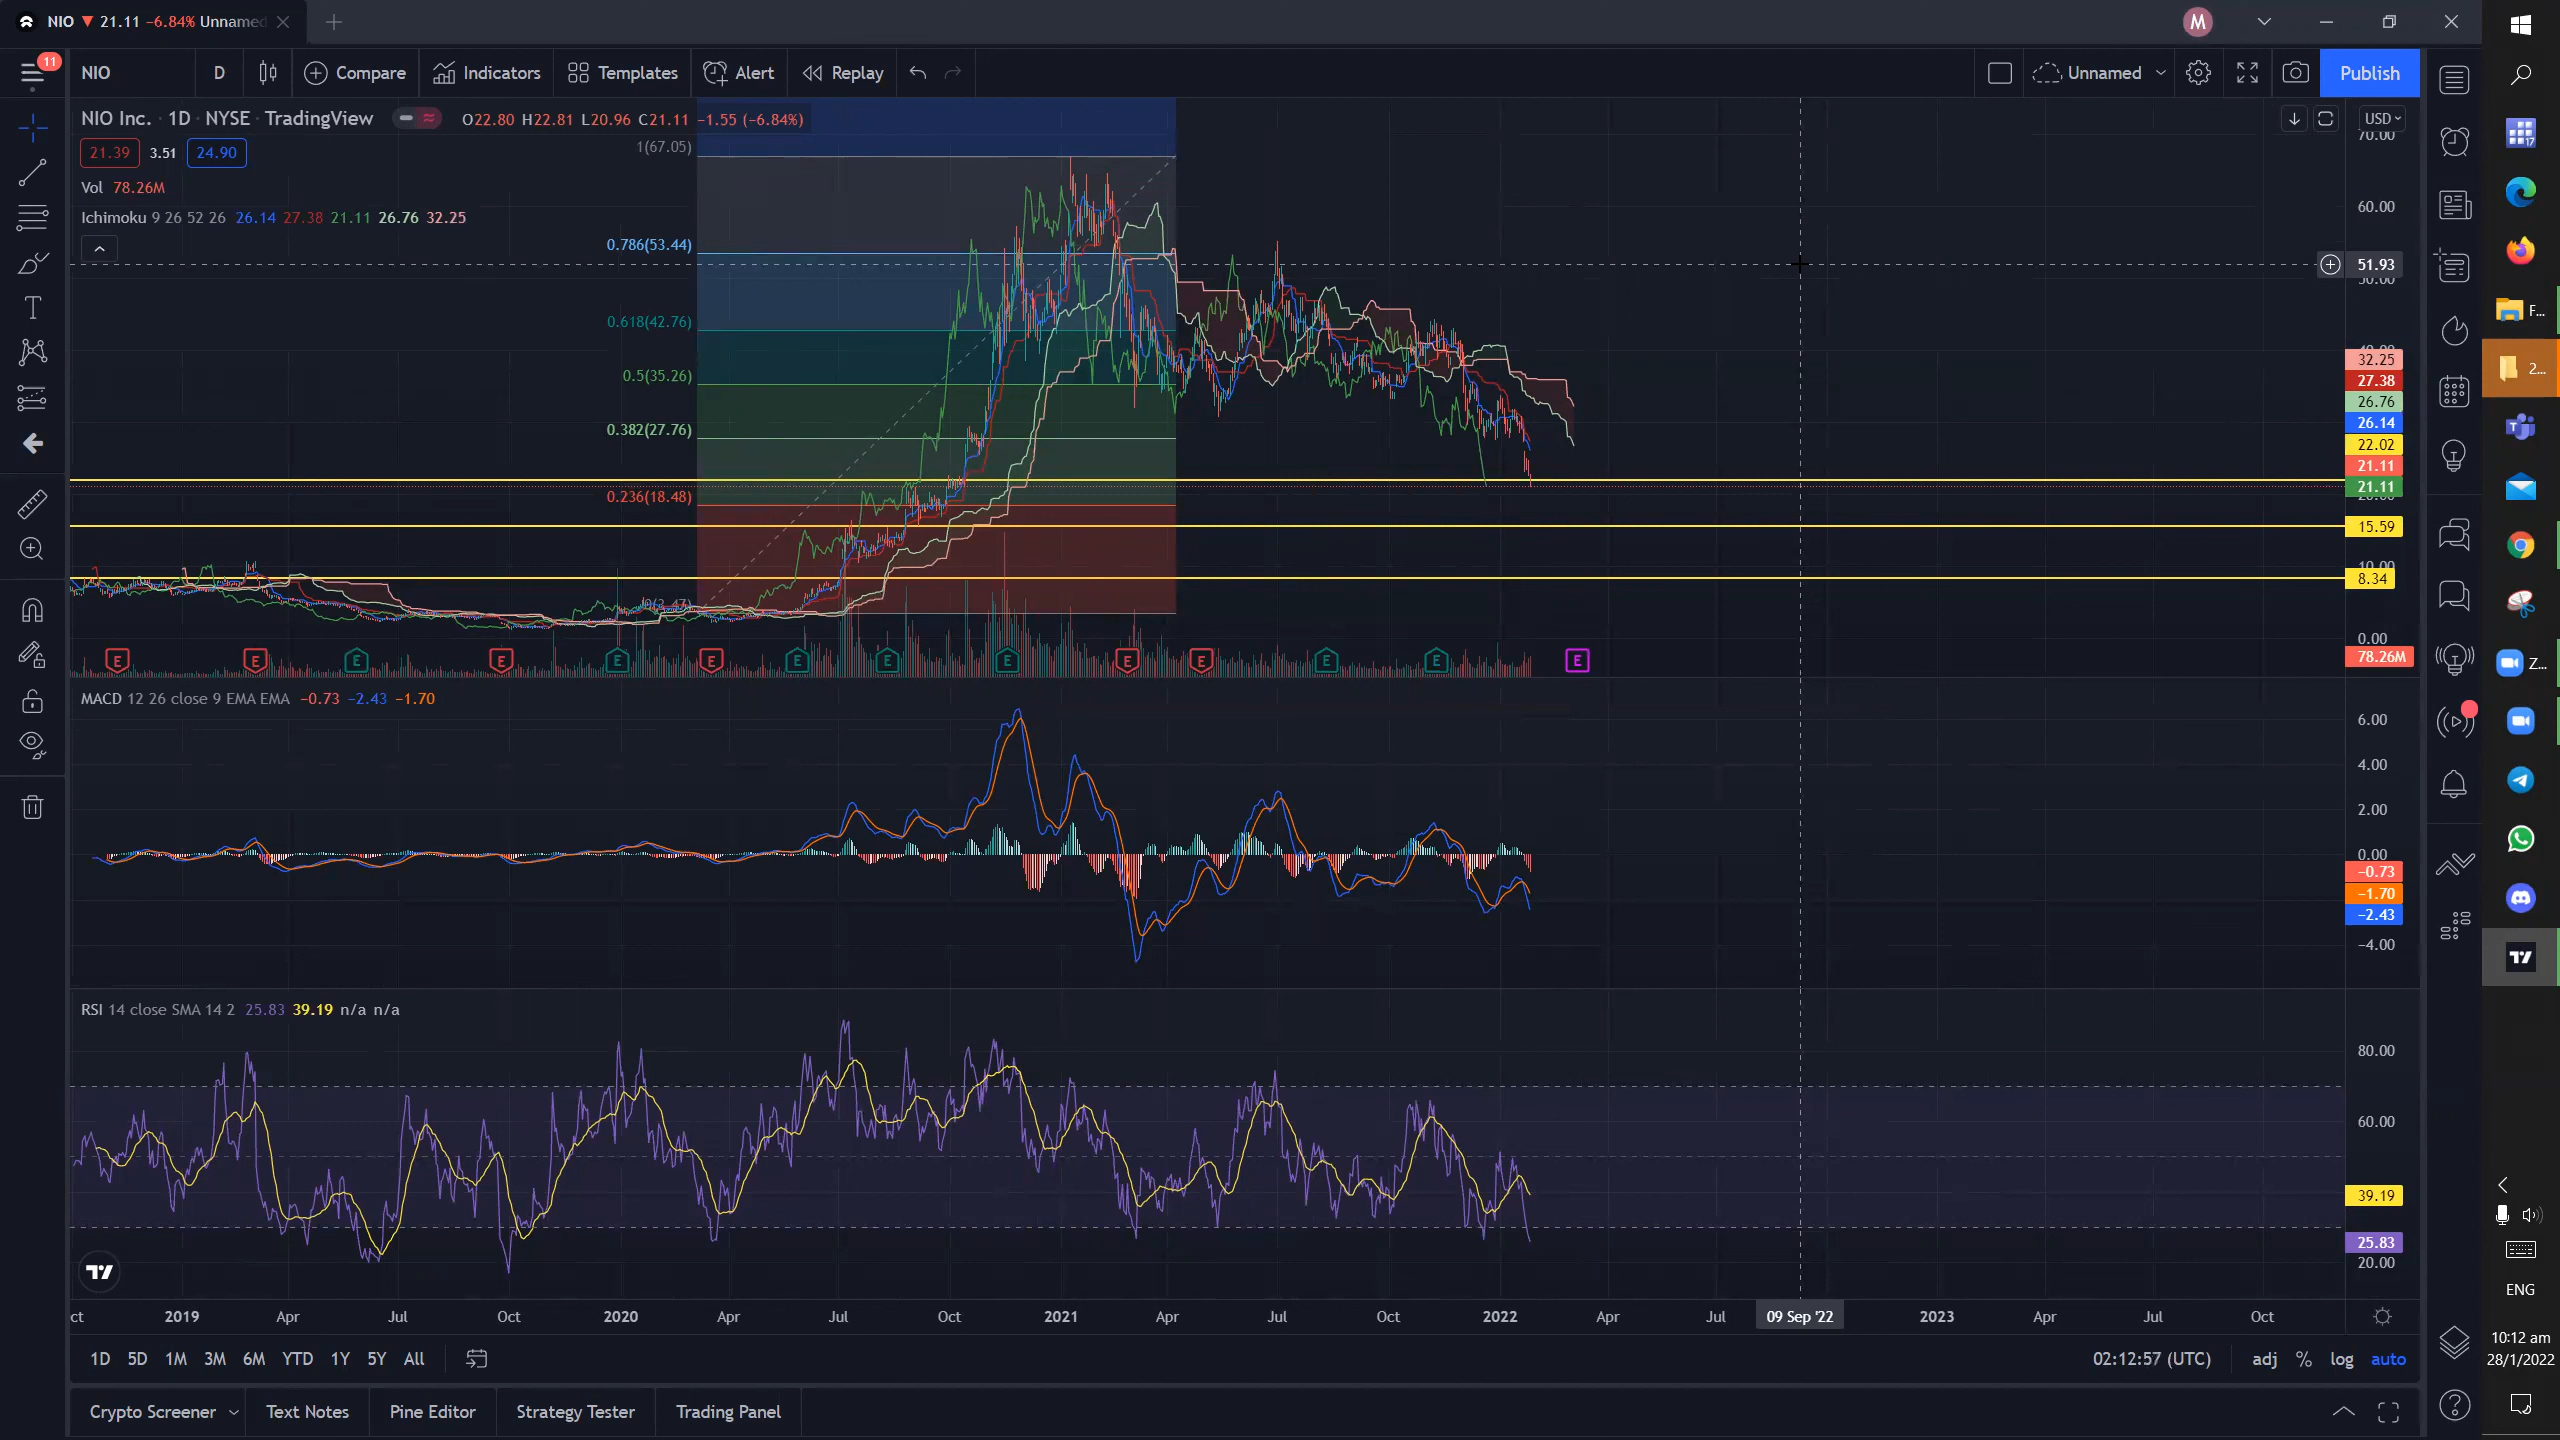 NIO ▼ 21.11 −6.84% Unnamed
M
11
NIO D Compare Indicators Templates Alert Replay Unnamed Publish
NIO Inc. · 1D · NYSE · TradingView O22.80 H22.81 L20.96 C21.11 −1.55 (−6.84%)
21.39 3.51 24.90
Vol 78.26M
Ichimoku 9 26 52 26 26.14 27.38 21.11 26.76 32.25
1(67.05)
0.786(53.44)
0.618(42.76)
0.5(35.26)
0.382(27.76)
0.236(18.48)
0(3.47)
USD
70.00
60.00
51.93
50.00
32.25
27.38
26.76
26.14
22.02
21.11
21.11
15.59
10.00
8.34
0.00
78.26M
E E E E E E E E E E E E E E
MACD 12 26 close 9 EMA EMA −0.73 −2.43 −1.70
6.00
4.00
2.00
0.00
−0.73
−1.70
−2.43
−4.00
RSI 14 close SMA 14 2 25.83 39.19 n/a n/a
80.00
60.00
39.19
25.83
20.00
ct 2019 Apr Jul Oct 2020 Apr Jul Oct 2021 Apr Jul Oct 2022 Apr Jul 09 Sep '22 2023 Apr Jul Oct
1D 5D 1M 3M 6M YTD 1Y 5Y All 02:12:57 (UTC) adj % log auto
Crypto Screener Text Notes Pine Editor Strategy Tester Trading Panel
17
F...
2...
Z...
ENG
10:12 am
28/1/2022